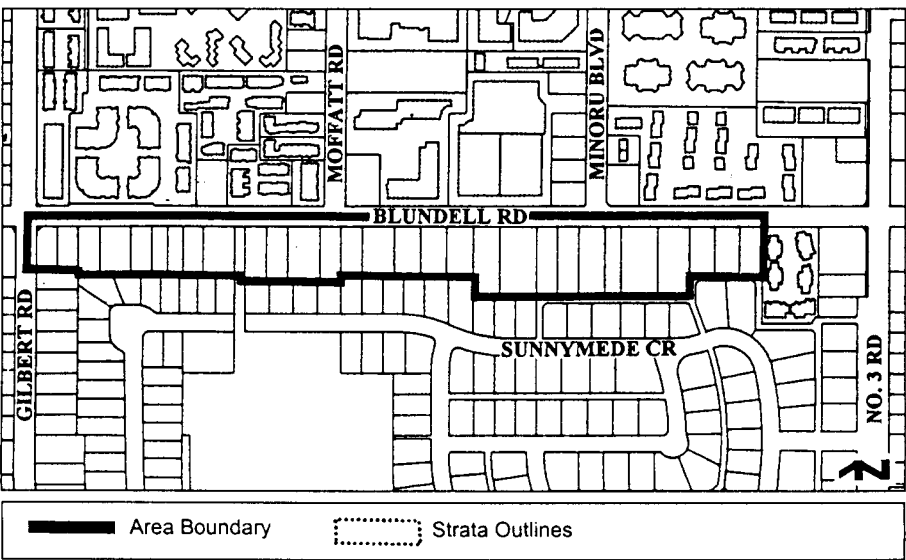 MOFFATT RD
MINORU BLVD
BLUNDELL RD
GILBERT RD
SUNNYMEDE CR
NO. 3 RD
N
Area Boundary
Strata Outlines